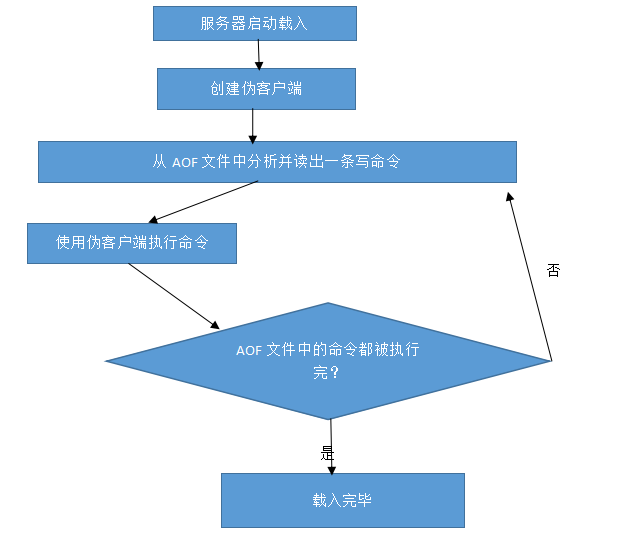 服务器启动载入
创建伪客户端
从 AOF 文件中分析并读出一条写命令
使用伪客户端执行命令
否
AOF 文件中的命令都被执行
完？
是
载入完毕